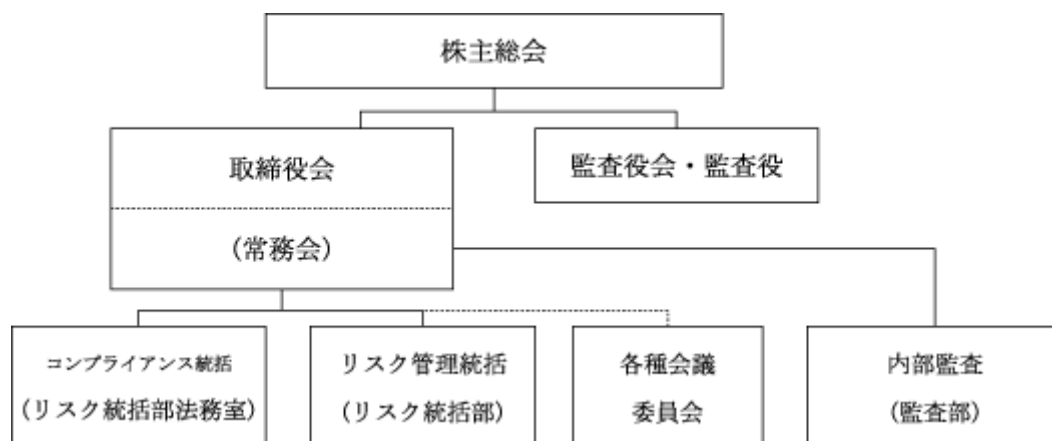 株主総会
取締役会
監査役会・監査役
(常務会)
コンプライアンス統括
(リスク統括部法務室)
リスク管理統括
(リスク統括部)
各種会議
委員会
内部監査
(監査部)